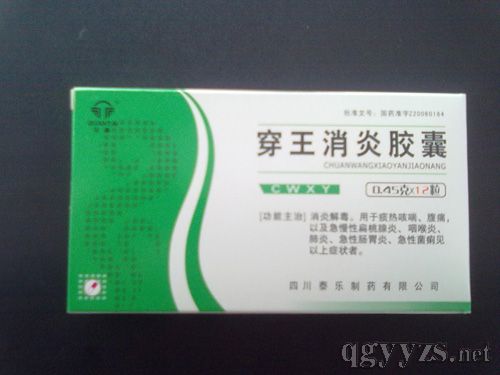 批准文号:国药准字Z20080164
穿王消炎胶囊
CHUANWANGXIAOYANJIAONANG
CWXY
0.45克×12粒
[功能主治] 消炎解毒。用于痰热咳喘、腹痛,
以及急慢性扁桃腺炎、咽喉炎、
肺炎、急性肠胃炎、急性菌痢见
以上症状者。
四川泰乐制药有限公司
qgyyzs.net